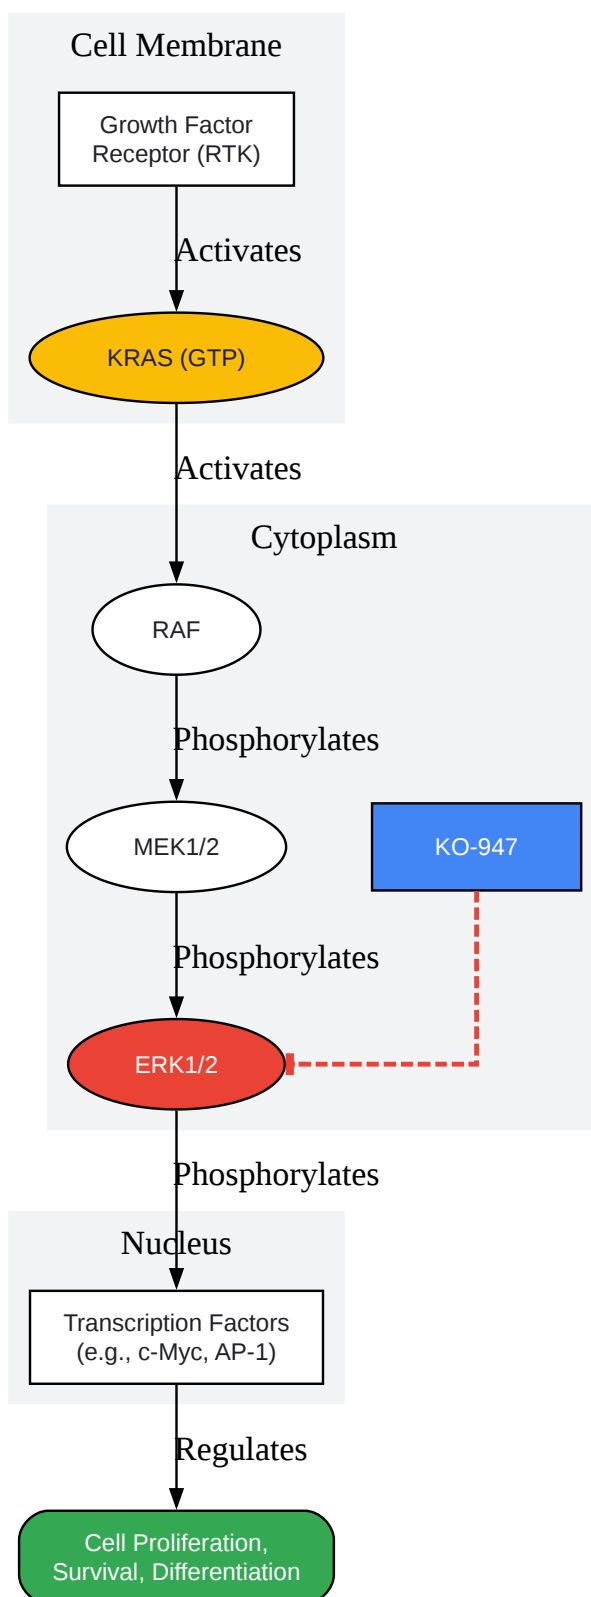 Cell Membrane
Growth Factor
Receptor (RTK)
Activates
KRAS (GTP)
Activates
Cytoplasm
RAF
Phosphorylates
MEK1/2
KO-947
Phosphorylates
ERK1/2
Phosphorylates
Nucleus
Transcription Factors
(e.g., c-Myc, AP-1)
Regulates
Cell Proliferation,
Survival, Differentiation